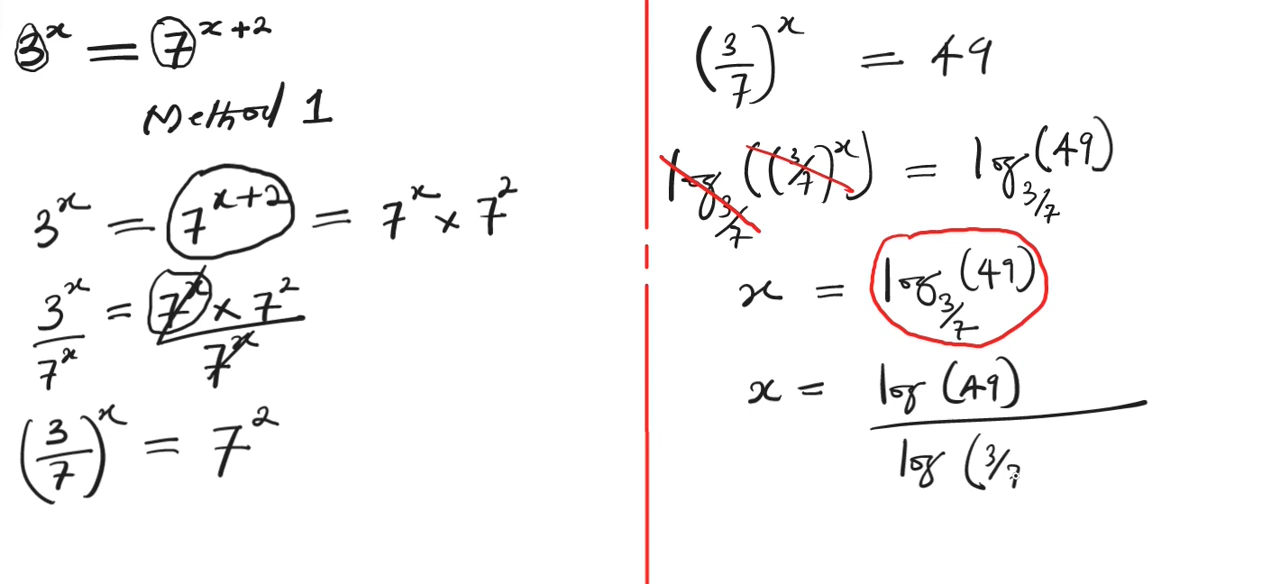 3^x = 7^{x+2}
Method 1
3^x = 7^{x+2} = 7^x × 7^2
3^x / 7^x = 7^x × 7^2 / 7^x
(3/7)^x = 7^2
(3/7)^x = 49
log_{3/7}((3/7)^x) = log_{3/7}(49)
x = log_{3/7}(49)
x = log(49) / log(3/7